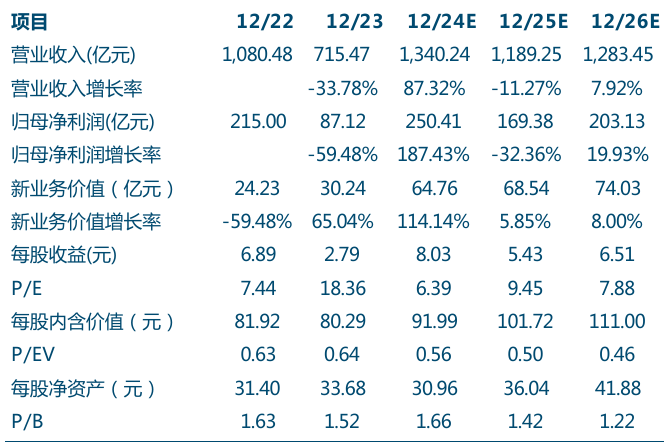 项目 12/22 12/23 12/24E 12/25E 12/26E
营业收入(亿元) 1,080.48 715.47 1,340.24 1,189.25 1,283.45
营业收入增长率 -33.78% 87.32% -11.27% 7.92%
归母净利润(亿元) 215.00 87.12 250.41 169.38 203.13
归母净利润增长率 -59.48% 187.43% -32.36% 19.93%
新业务价值（亿元） 24.23 30.24 64.76 68.54 74.03
新业务价值增长率 -59.48% 65.04% 114.14% 5.85% 8.00%
每股收益(元) 6.89 2.79 8.03 5.43 6.51
P/E 7.44 18.36 6.39 9.45 7.88
每股内含价值（元） 81.92 80.29 91.99 101.72 111.00
P/EV 0.63 0.64 0.56 0.50 0.46
每股净资产（元） 31.40 33.68 30.96 36.04 41.88
P/B 1.63 1.52 1.66 1.42 1.22